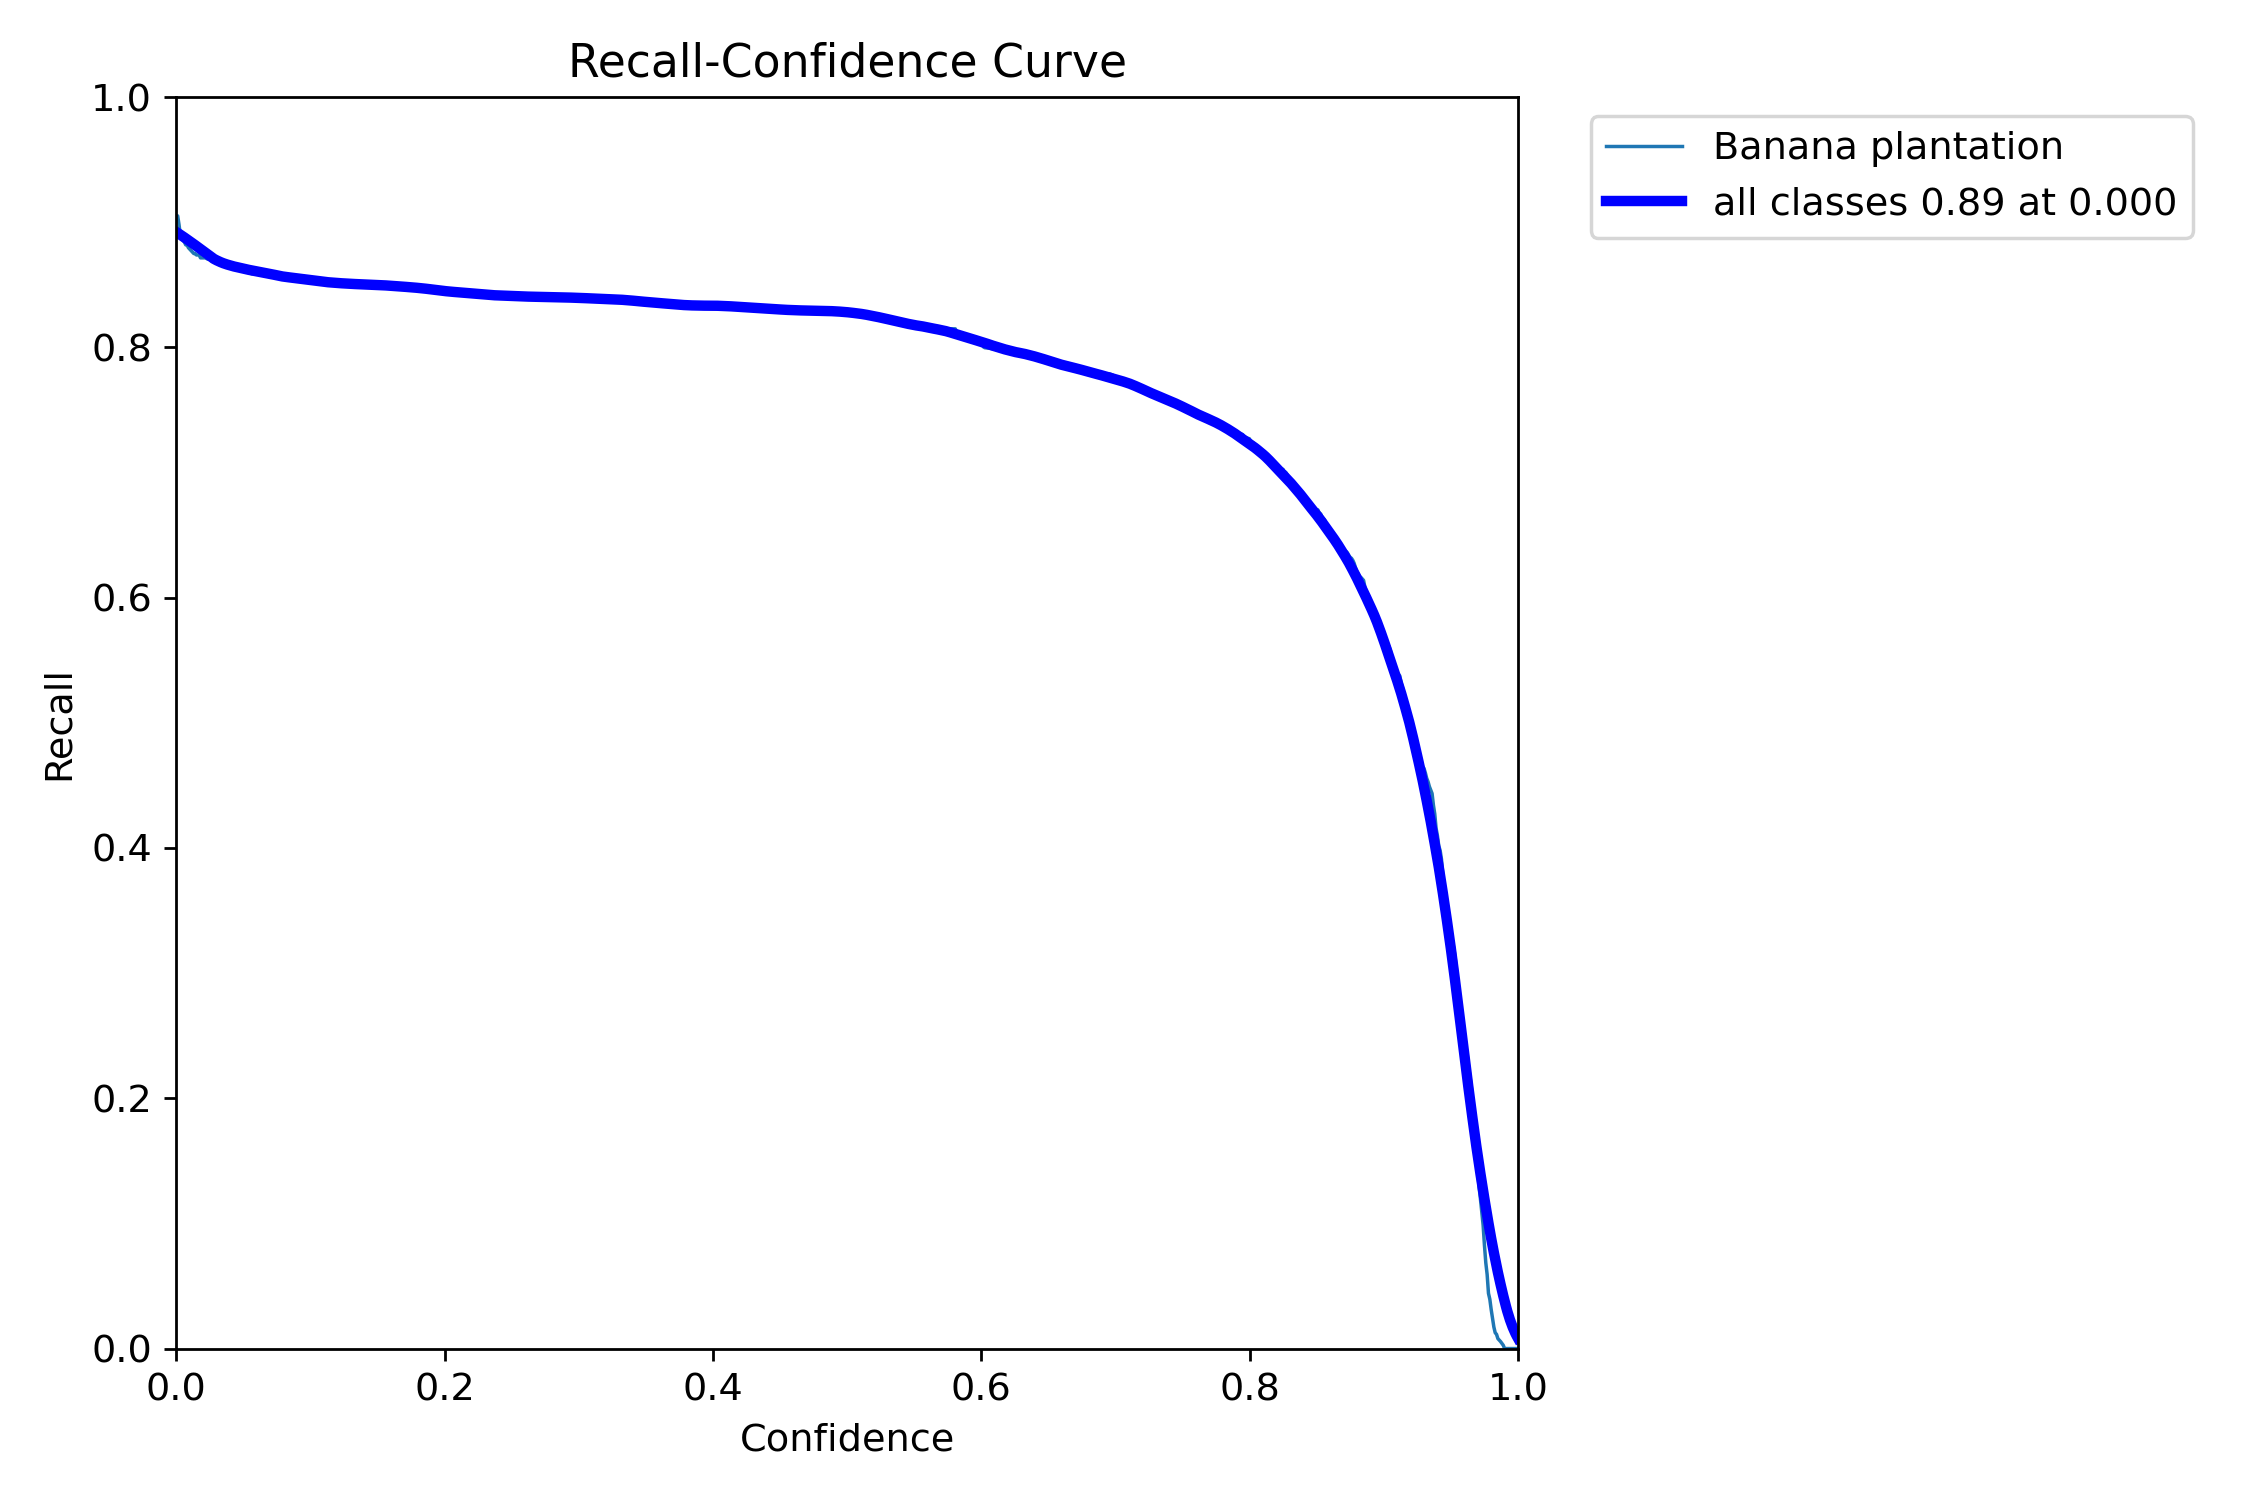 Recall-Confidence Curve
1.0
0.8
0.6
0.4
0.2
0.0
Recall
0.0 0.2 0.4 0.6 0.8 1.0
Confidence
Banana plantation
all classes 0.89 at 0.000